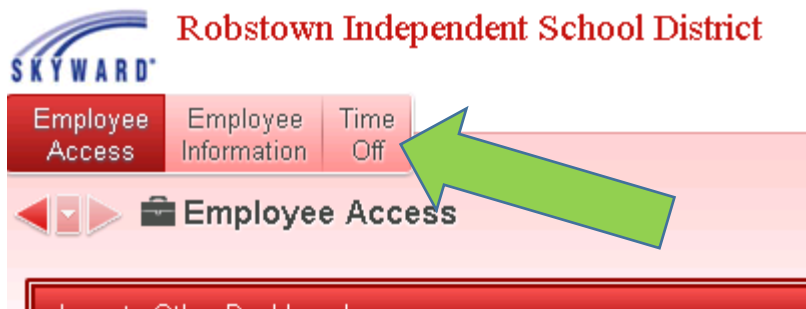 Robstown Independent School District
SKYWARD®
Employee Access
Employee Information
Time Off
Employee Access